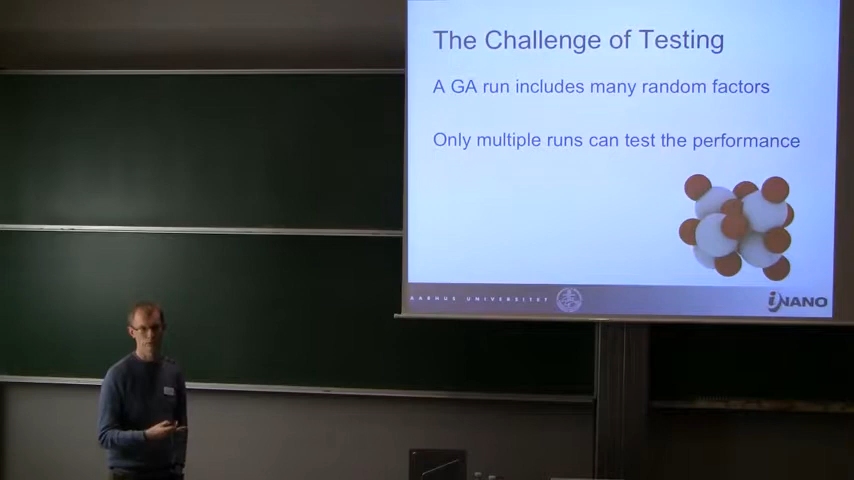 The Challenge of Testing
A GA run includes many random factors
Only multiple runs can test the performance
AARHUS UNIVERSITET
iNANO